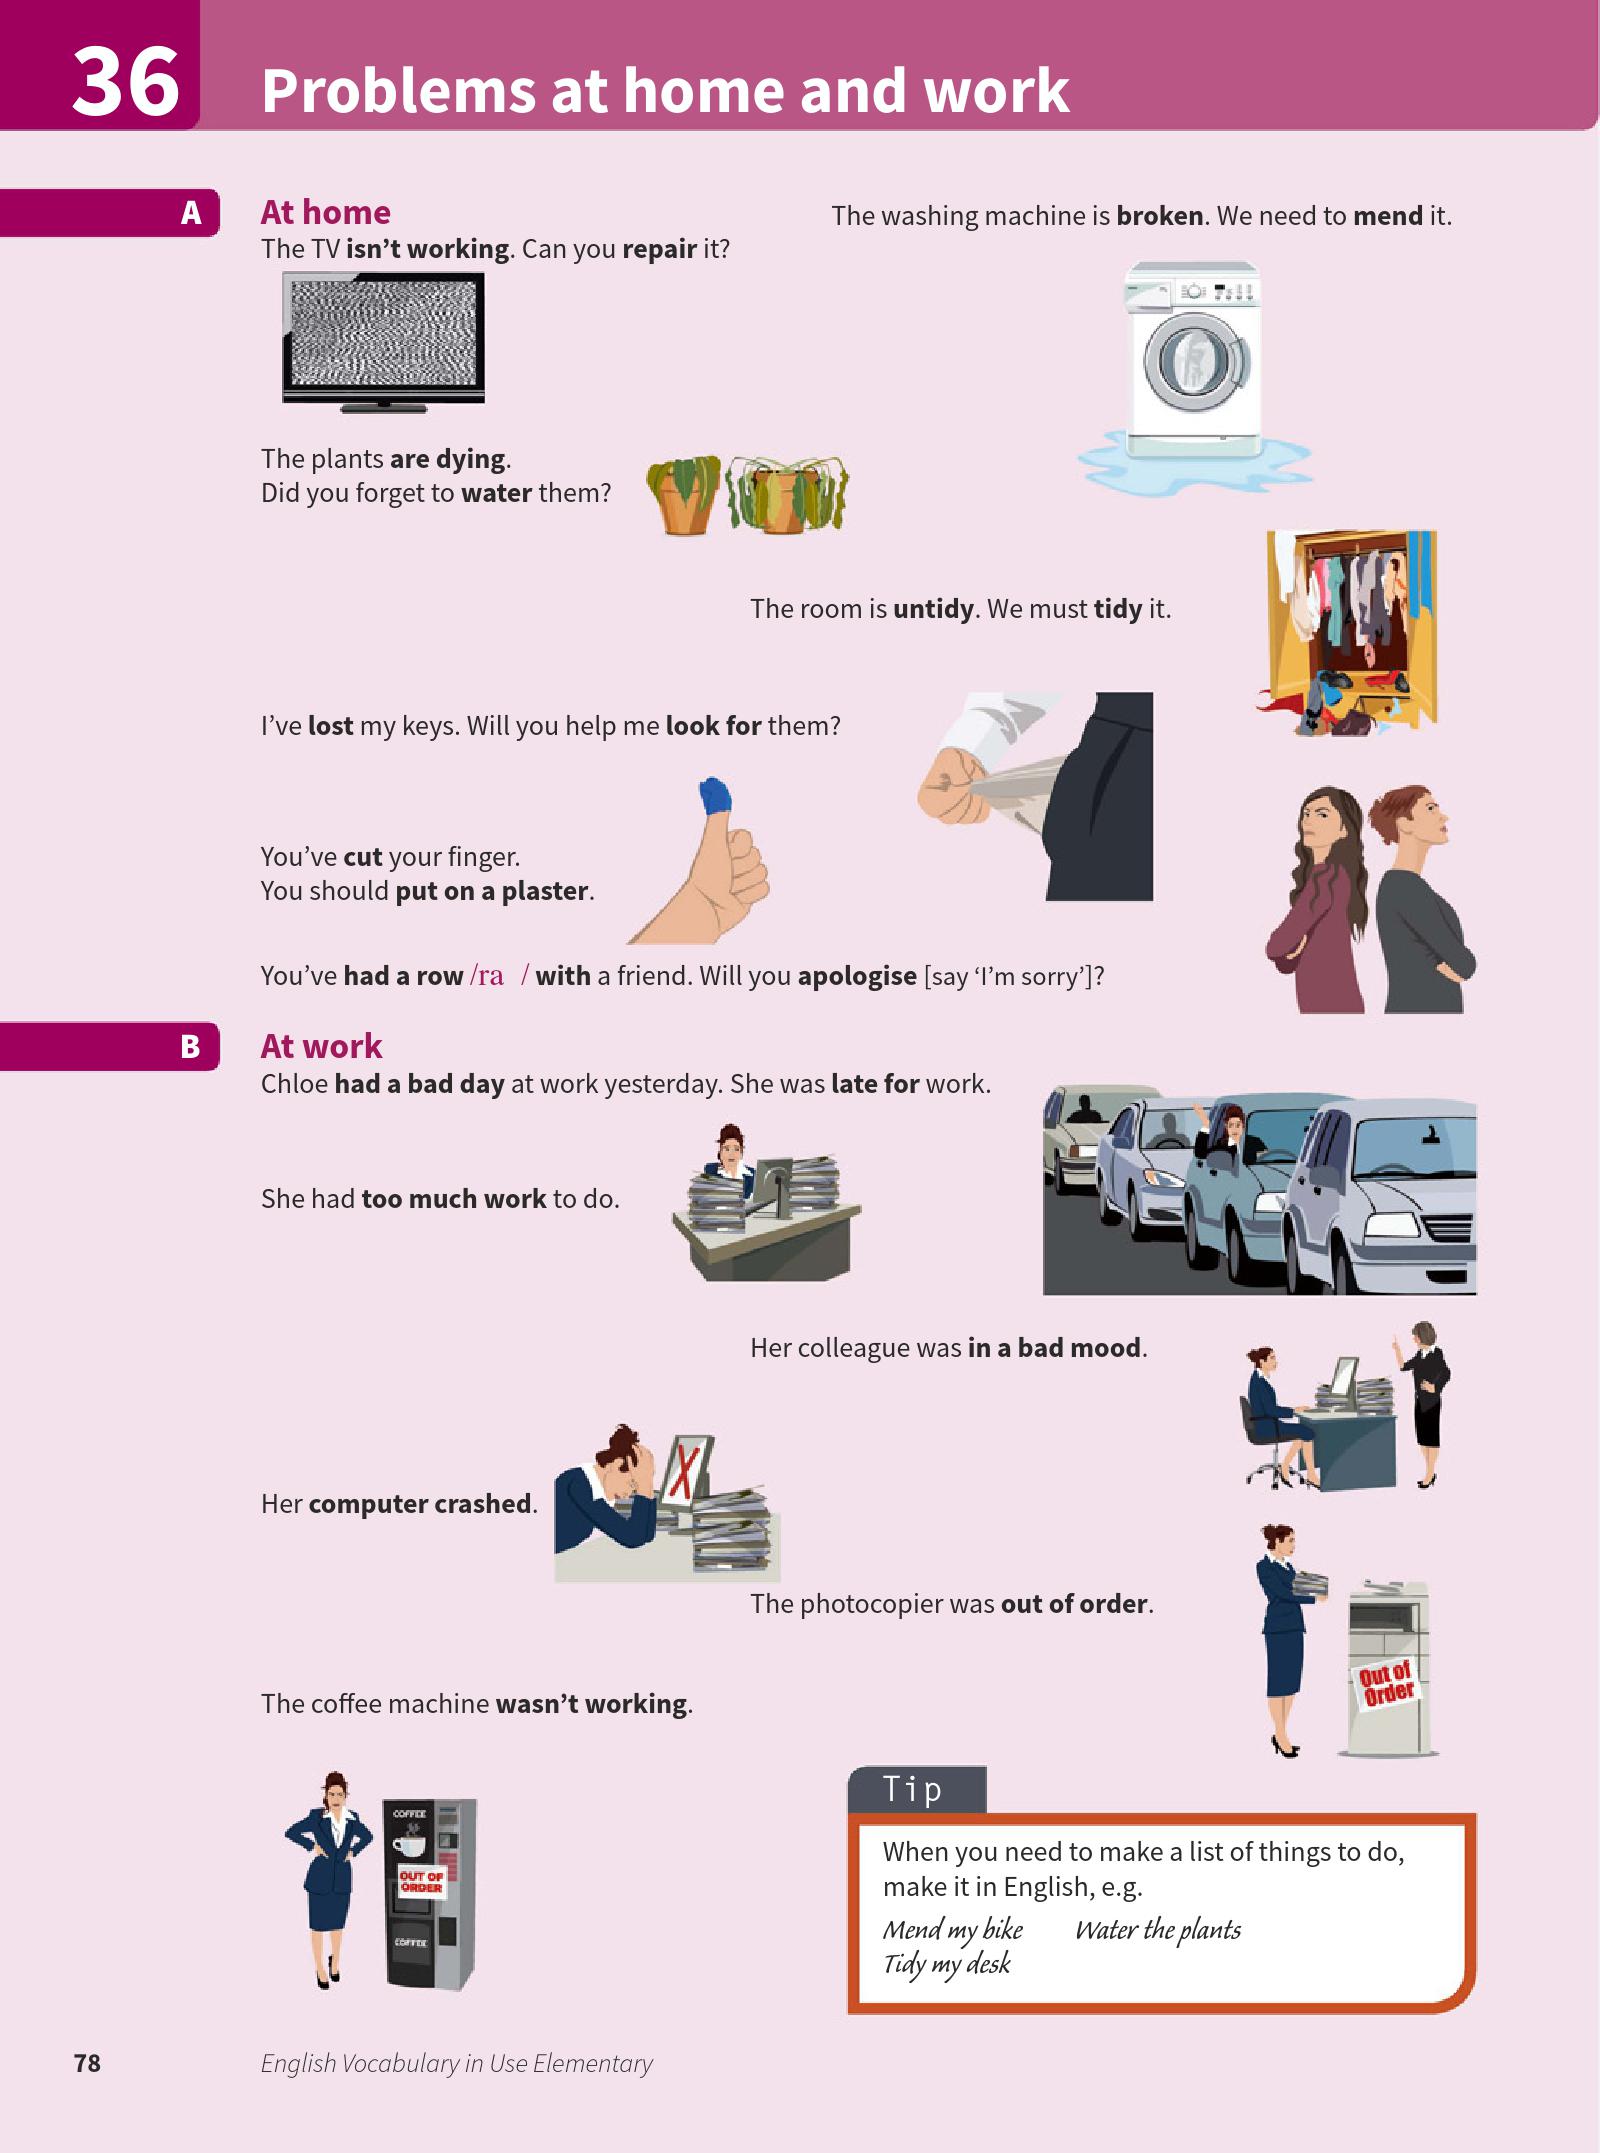 36
Problems at home and work
A
At home
The TV isn't working. Can you repair it?
The washing machine is broken. We need to mend it.
The plants are dying.
Did you forget to water them?
The room is untidy. We must tidy it.
I've lost my keys. Will you help me look for them?
You've cut your finger.
You should put on a plaster.
You've had a row /ra / with a friend. Will you apologise [say 'I'm sorry']?
B
At work
Chloe had a bad day at work yesterday. She was late for work.
She had too much work to do.
Her colleague was in a bad mood.
Her computer crashed.
X
The photocopier was out of order.
Out of
Order
The coffee machine wasn't working.
COFFEE
OUT OF
ORDER
COFFEE
Tip
When you need to make a list of things to do,
make it in English, e.g.
Mend my bike Water the plants
Tidy my desk
78
English Vocabulary in Use Elementary